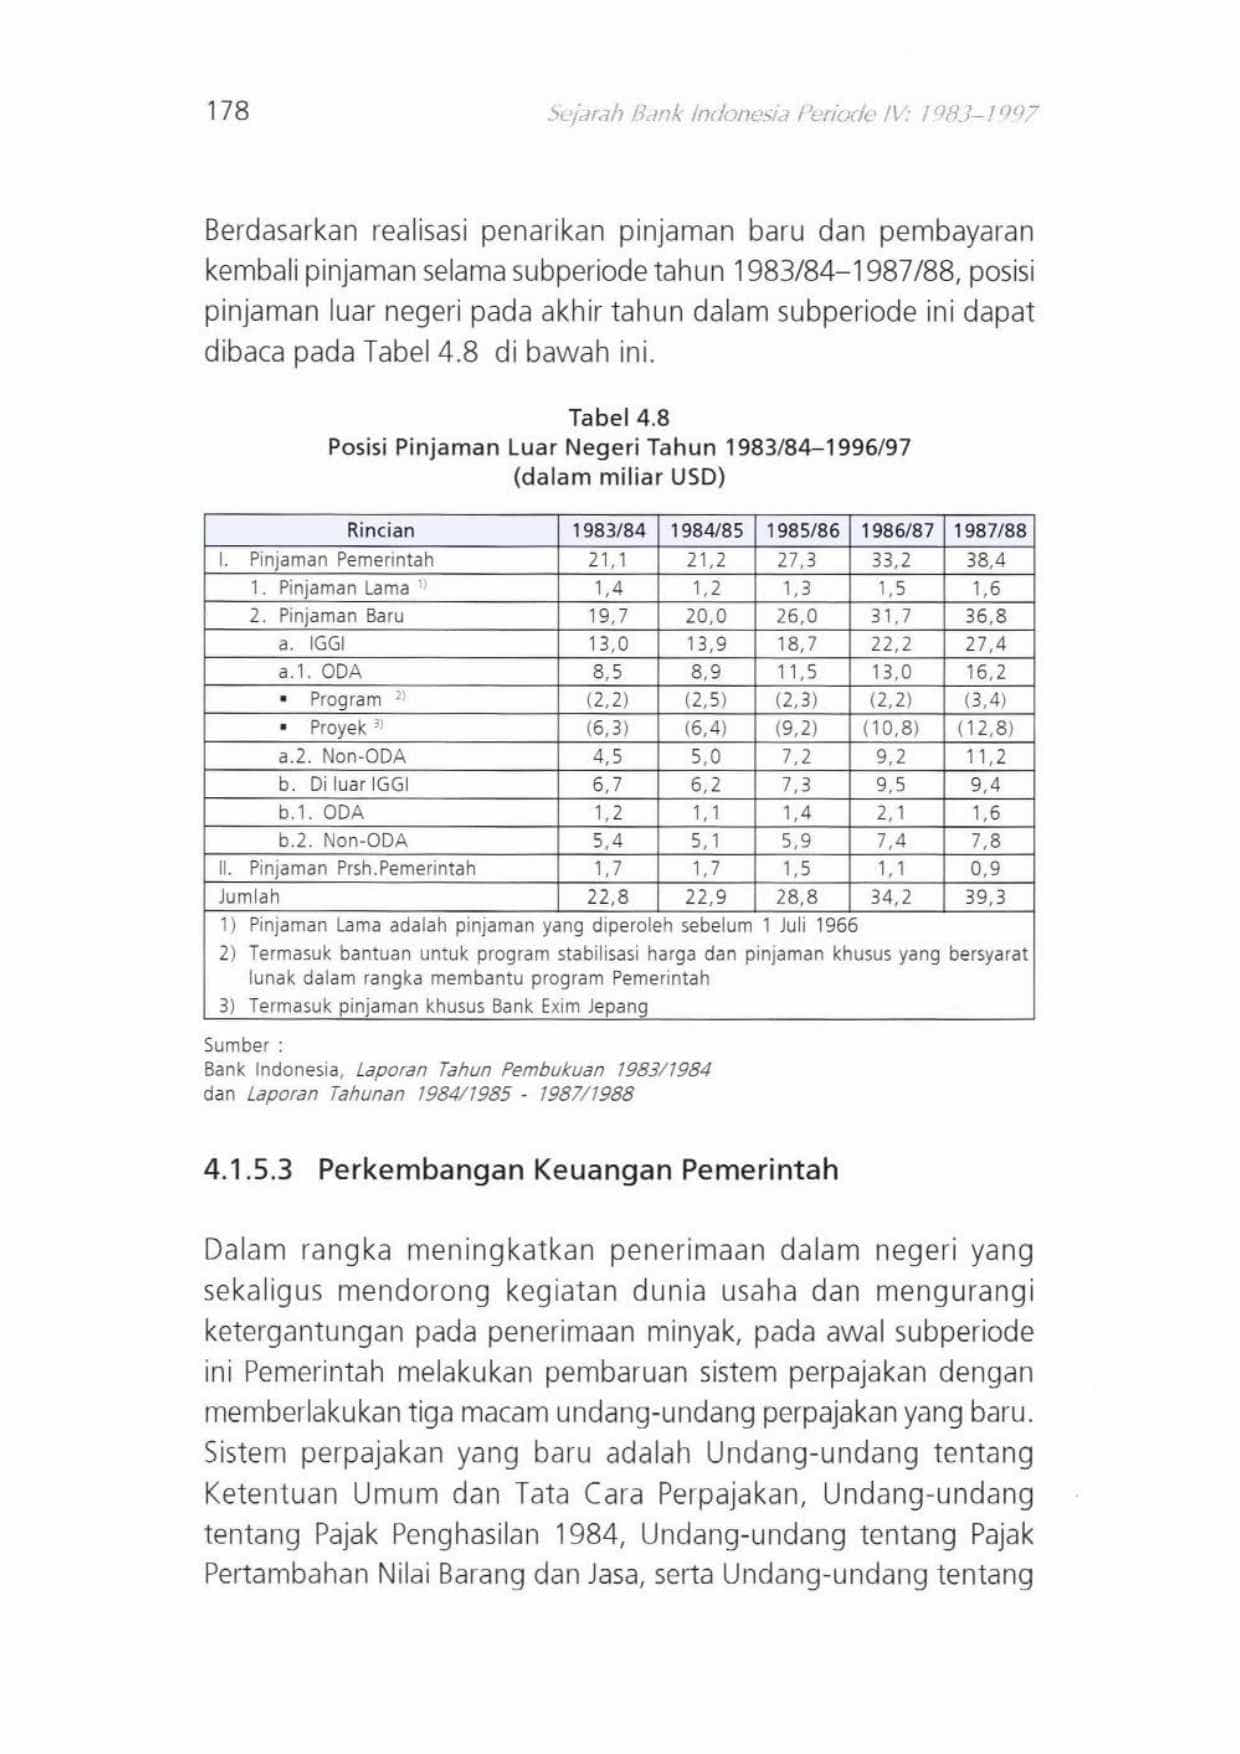 178
Sejarah Bank Indonesia Periode IV: 1983–1997
Berdasarkan realisasi penarikan pinjaman baru dan pembayaran
kembali pinjaman selama subperiode tahun 1983/84–1987/88, posisi
pinjaman luar negeri pada akhir tahun dalam subperiode ini dapat
dibaca pada Tabel 4.8 di bawah ini.
Tabel 4.8
Posisi Pinjaman Luar Negeri Tahun 1983/84–1996/97
(dalam miliar USD)
Rincian 1983/84 1984/85 1985/86 1986/87 1987/88
I. Pinjaman Pemerintah 21,1 21,2 27,3 33,2 38,4
1. Pinjaman Lama 1) 1,4 1,2 1,3 1,5 1,6
2. Pinjaman Baru 19,7 20,0 26,0 31,7 36,8
a. IGGI 13,0 13,9 18,7 22,2 27,4
a.1. ODA 8,5 8,9 11,5 13,0 16,2
▪ Program 2) (2,2) (2,5) (2,3) (2,2) (3,4)
▪ Proyek 3) (6,3) (6,4) (9,2) (10,8) (12,8)
a.2. Non-ODA 4,5 5,0 7,2 9,2 11,2
b. Di luar IGGI 6,7 6,2 7,3 9,5 9,4
b.1. ODA 1,2 1,1 1,4 2,1 1,6
b.2. Non-ODA 5,4 5,1 5,9 7,4 7,8
II. Pinjaman Prsh.Pemerintah 1,7 1,7 1,5 1,1 0,9
Jumlah 22,8 22,9 28,8 34,2 39,3
1) Pinjaman Lama adalah pinjaman yang diperoleh sebelum 1 Juli 1966
2) Termasuk bantuan untuk program stabilisasi harga dan pinjaman khusus yang bersyarat
lunak dalam rangka membantu program Pemerintah
3) Termasuk pinjaman khusus Bank Exim Jepang
Sumber :
Bank Indonesia, Laporan Tahun Pembukuan 1983/1984
dan Laporan Tahunan 1984/1985 - 1987/1988
4.1.5.3 Perkembangan Keuangan Pemerintah
Dalam rangka meningkatkan penerimaan dalam negeri yang
sekaligus mendorong kegiatan dunia usaha dan mengurangi
ketergantungan pada penerimaan minyak, pada awal subperiode
ini Pemerintah melakukan pembaruan sistem perpajakan dengan
memberlakukan tiga macam undang-undang perpajakan yang baru.
Sistem perpajakan yang baru adalah Undang-undang tentang
Ketentuan Umum dan Tata Cara Perpajakan, Undang-undang
tentang Pajak Penghasilan 1984, Undang-undang tentang Pajak
Pertambahan Nilai Barang dan Jasa, serta Undang-undang tentang